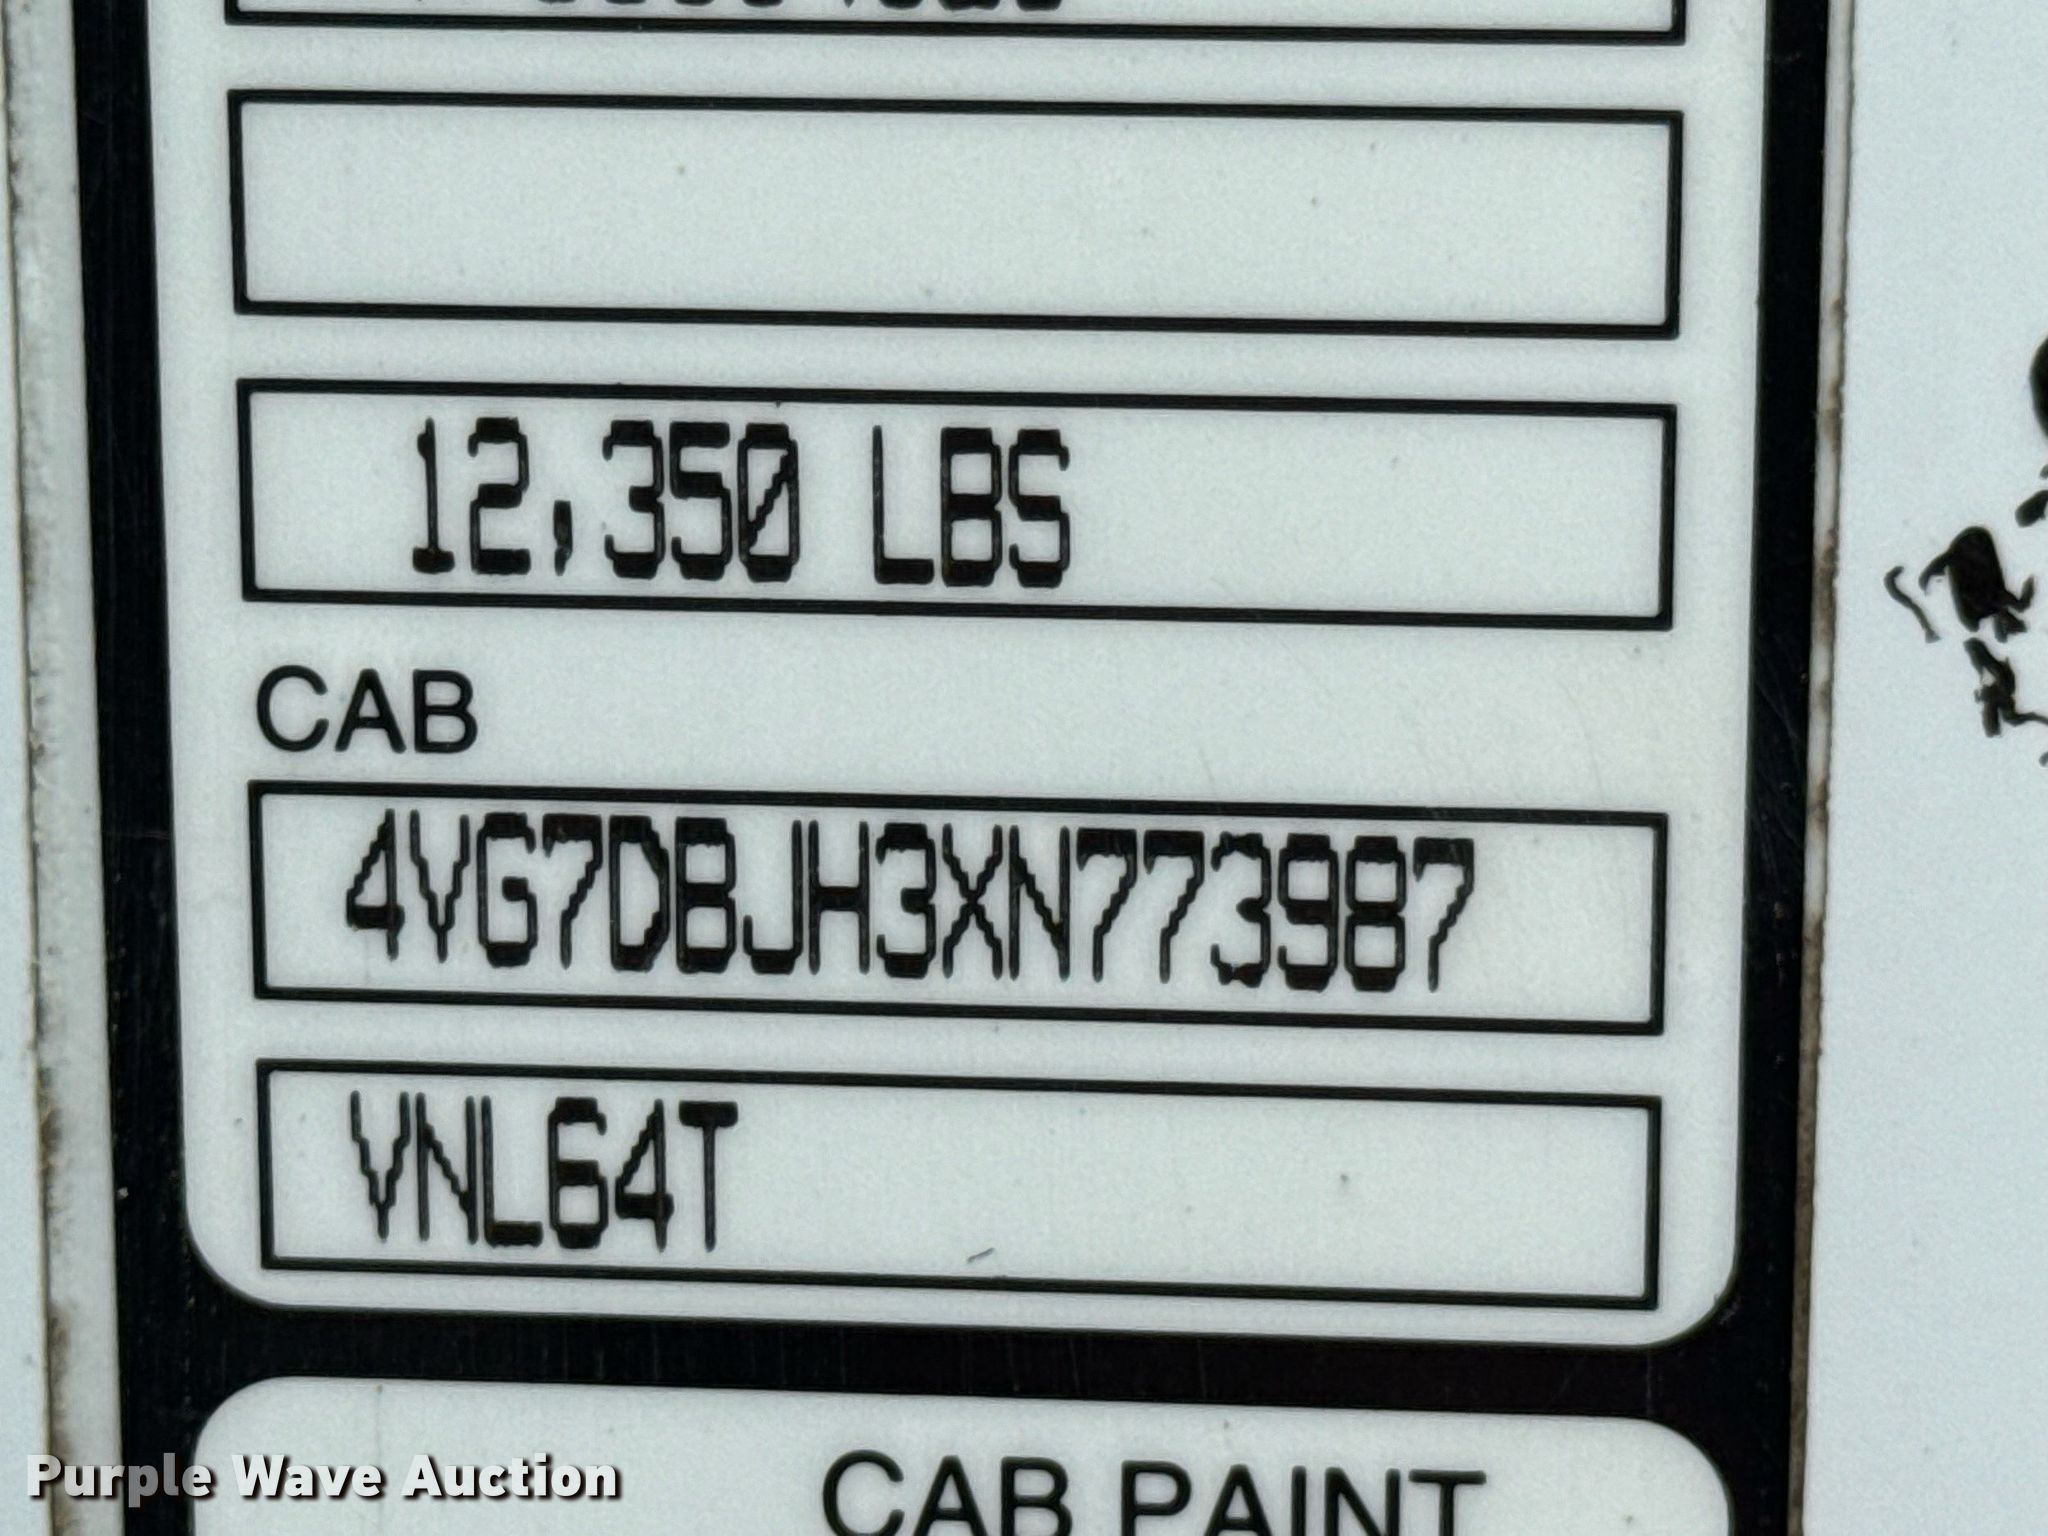 12,350 LBS
CAB
4VG7DBJH3XN773987
VNL64T
CAB PAINT
Purple Wave Auction